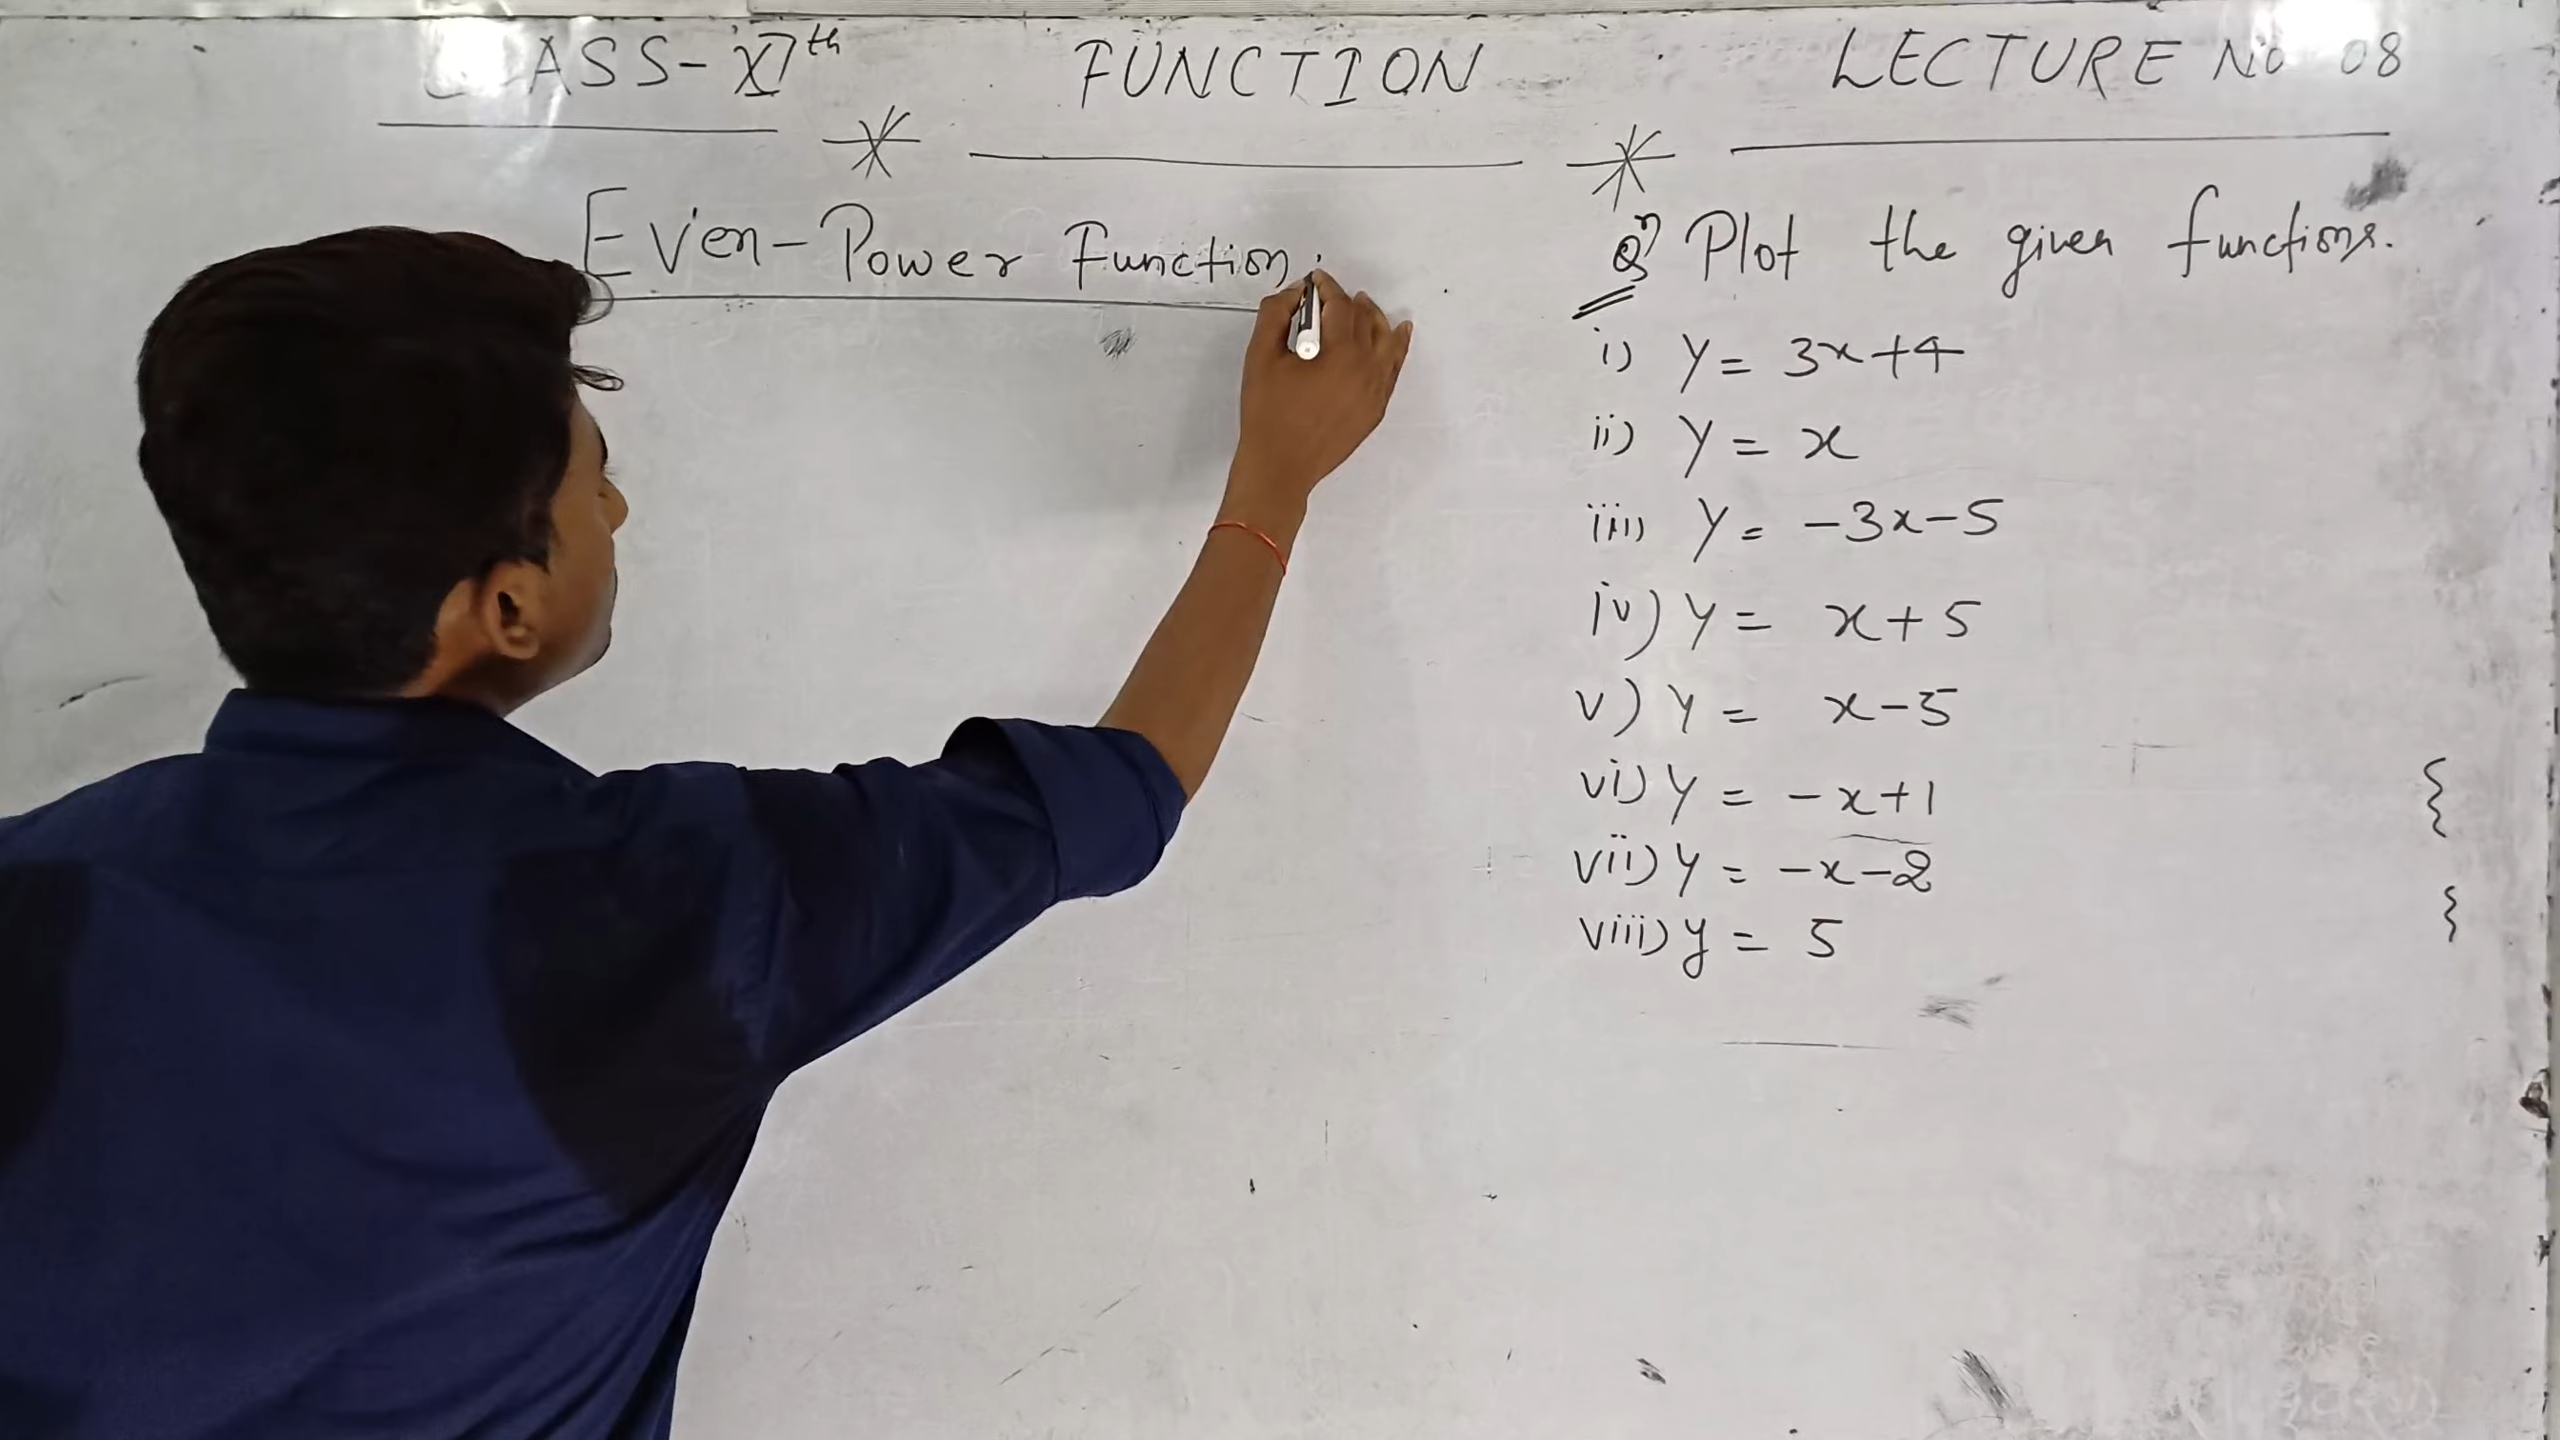 CLASS-XIth FUNCTION LECTURE No 08
Even-Power Function:
Qn Plot the given functions.
i) y = 3x+4
ii) y = x
iii) y = -3x-5
iv) y = x+5
v) y = x-5
vi) y = -x+1
vii) y = -x-2
viii) y = 5